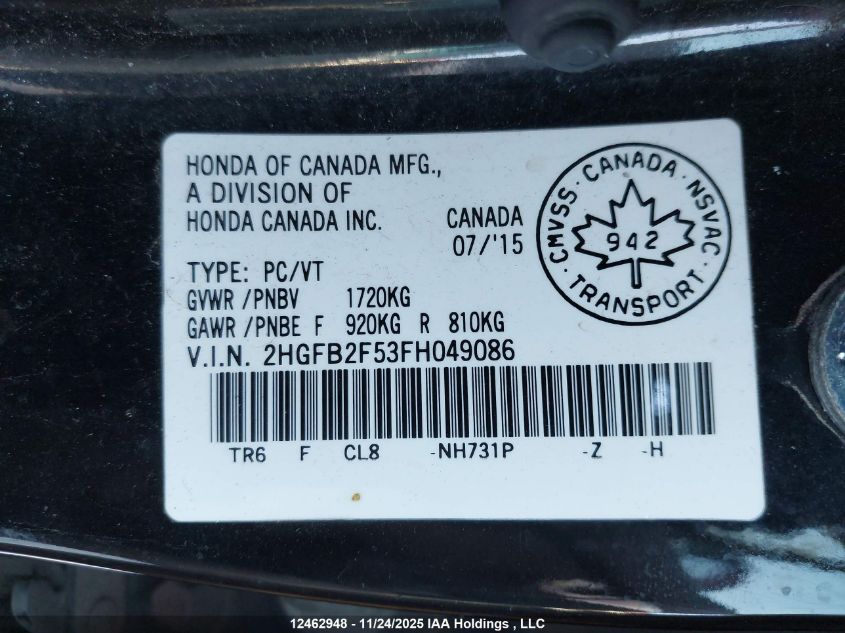 HONDA OF CANADA MFG.,
A DIVISION OF
HONDA CANADA INC. CANADA
07/'15
TYPE: PC/VT
GVWR /PNBV 1720KG
GAWR /PNBE F 920KG R 810KG
V.I.N. 2HGFB2F53FH049086
TR6 F CL8 -NH731P -Z -H
CMVSS · CANADA · NSVAC
942
· TRANSPORT ·
12462948 - 11/24/2025 IAA Holdings , LLC